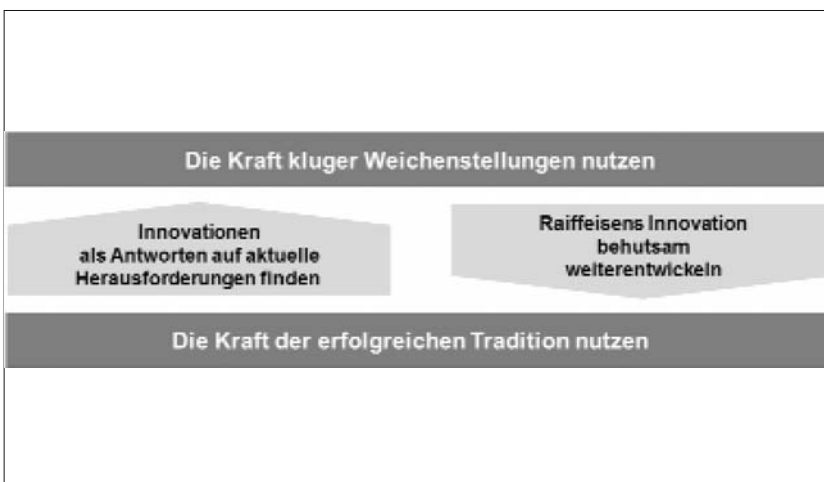 Die Kraft kluger Weichenstellungen nutzen
Innovationen
als Antworten auf aktuelle
Herausforderungen finden
Raiffeisens Innovation
behutsam
weiterentwickeln
Die Kraft der erfolgreichen Tradition nutzen